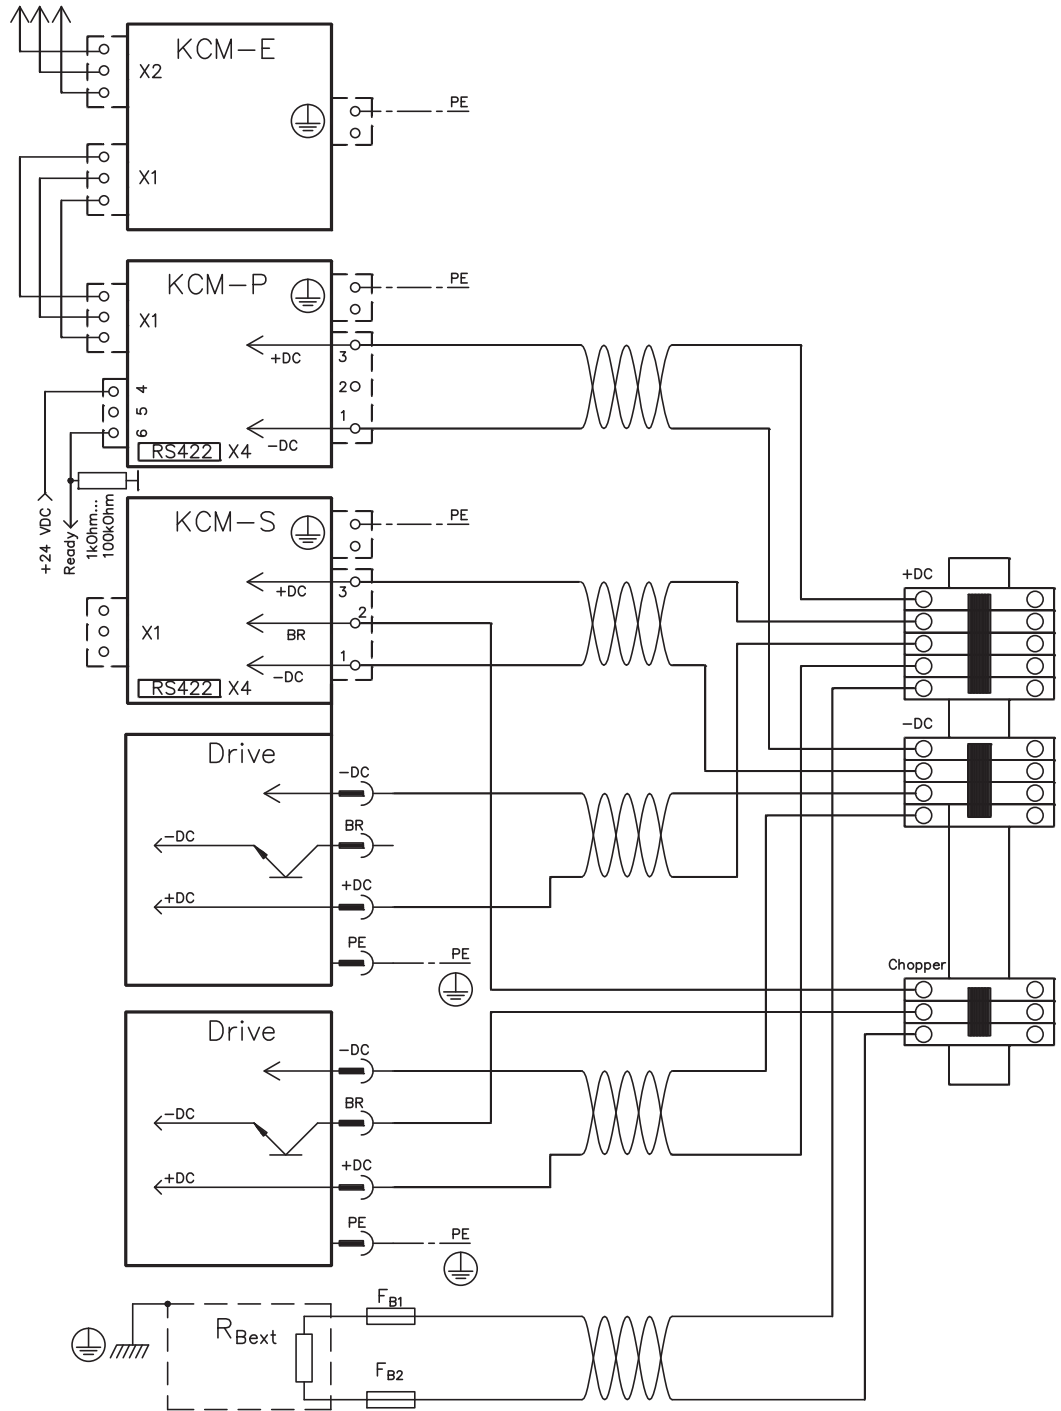 KCM-E
X2
PE
X1
KCM-P
PE
X1
+DC
3
2
4
5
6
1
-DC
RS422 X4
+24 VDC
Ready
1kOhm...
100kOhm
KCM-S
PE
+DC
3
2
BR
X1
1
-DC
RS422 X4
+DC
-DC
Drive
-DC
BR
-DC
+DC
+DC
PE
PE
Chopper
Drive
-DC
BR
-DC
+DC
+DC
PE
PE
FB1
RBext
FB2